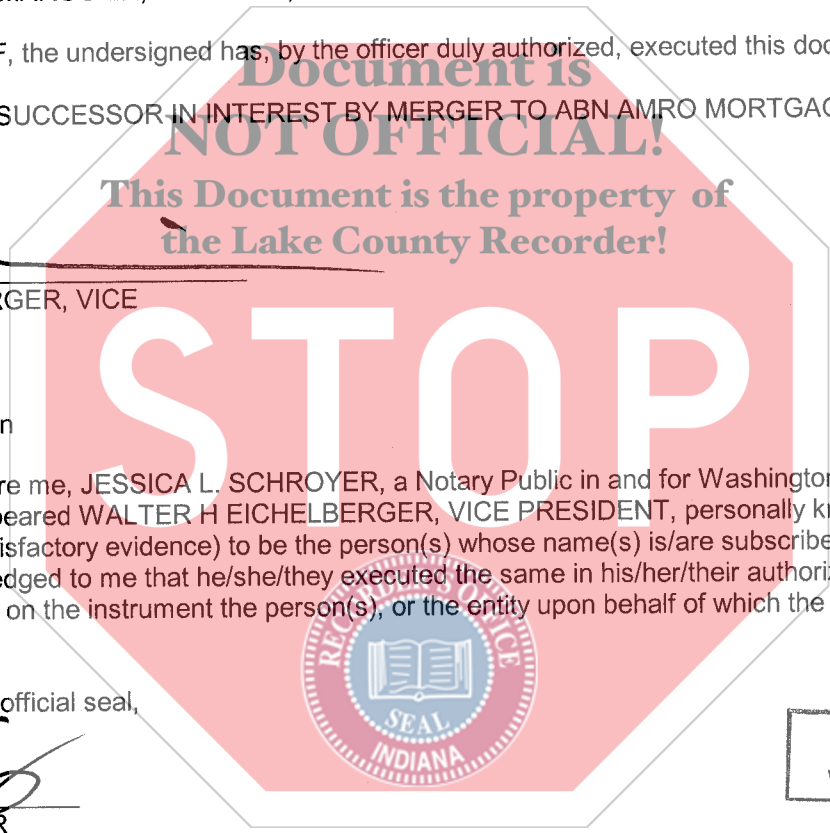 F, the undersigned has, by the officer duly authorized, executed this doc
Document is
SUCCESSOR IN INTEREST BY MERGER TO ABN AMRO MORTGAG
NOT OFFICIAL!
This Document is the property of
the Lake County Recorder!
RGER, VICE
STOP
n
re me, JESSICA L. SCHROYER, a Notary Public in and for Washington
peared WALTER H EICHELBERGER, VICE PRESIDENT, personally kn
isfactory evidence) to be the person(s) whose name(s) is/are subscribe
edged to me that he/she/they executed the same in his/her/their authoriz
on the instrument the person(s), or the entity upon behalf of which the
RECORDER'S OFFICE
SEAL
INDIANA
official seal,
R